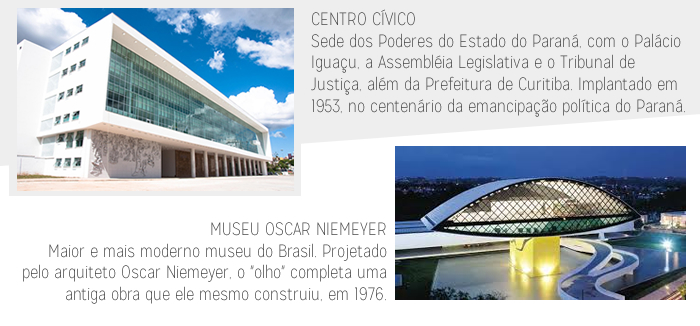 CENTRO CÍVICO
Sede dos Poderes do Estado do Paraná, com o Palácio
Iguaçu, a Assembléia Legislativa e o Tribunal de
Justiça, além da Prefeitura de Curitiba. Implantado em
1953, no centenário da emancipação política do Paraná.
MUSEU OSCAR NIEMEYER
Maior e mais moderno museu do Brasil. Projetado
pelo arquiteto Oscar Niemeyer, o "olho" completa uma
antiga obra que ele mesmo construiu, em 1976.